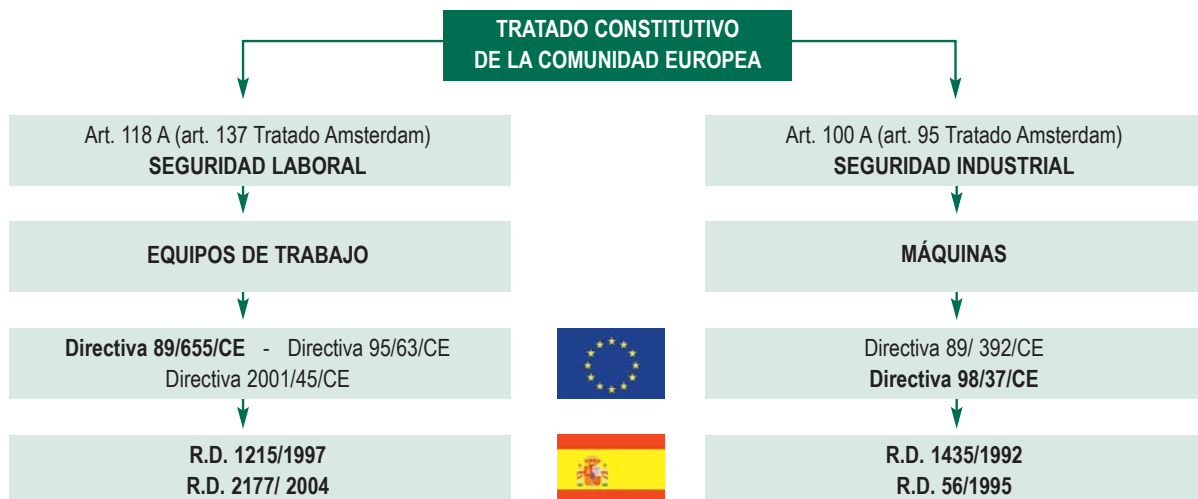 TRATADO CONSTITUTIVO
DE LA COMUNIDAD EUROPEA
Art. 118 A (art. 137 Tratado Amsterdam)
SEGURIDAD LABORAL
EQUIPOS DE TRABAJO
Directiva 89/655/CE - Directiva 95/63/CE
Directiva 2001/45/CE
R.D. 1215/1997
R.D. 2177/ 2004
Art. 100 A (art. 95 Tratado Amsterdam)
SEGURIDAD INDUSTRIAL
MÁQUINAS
Directiva 89/ 392/CE
Directiva 98/37/CE
R.D. 1435/1992
R.D. 56/1995